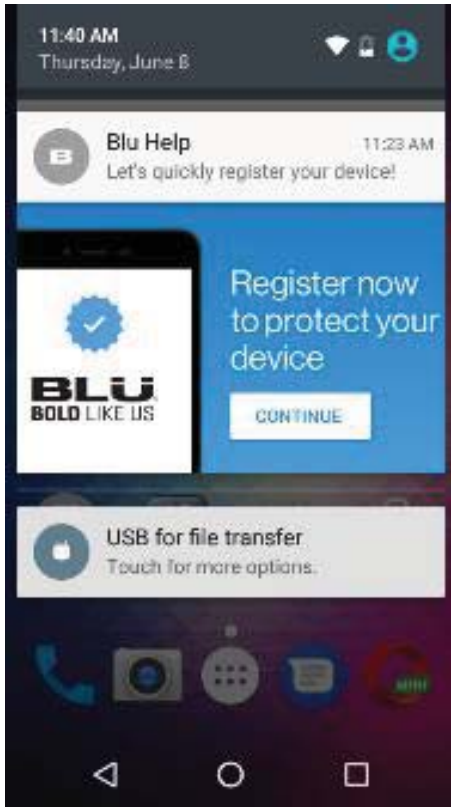 11:40 AM
Thursday, June 8
Blu Help 11:23 AM
Let's quickly register your device!
Register now
to protect your
device
CONTINUE
BLU
BOLD LIKE US
USB for file transfer
Touch for more options.
MINI